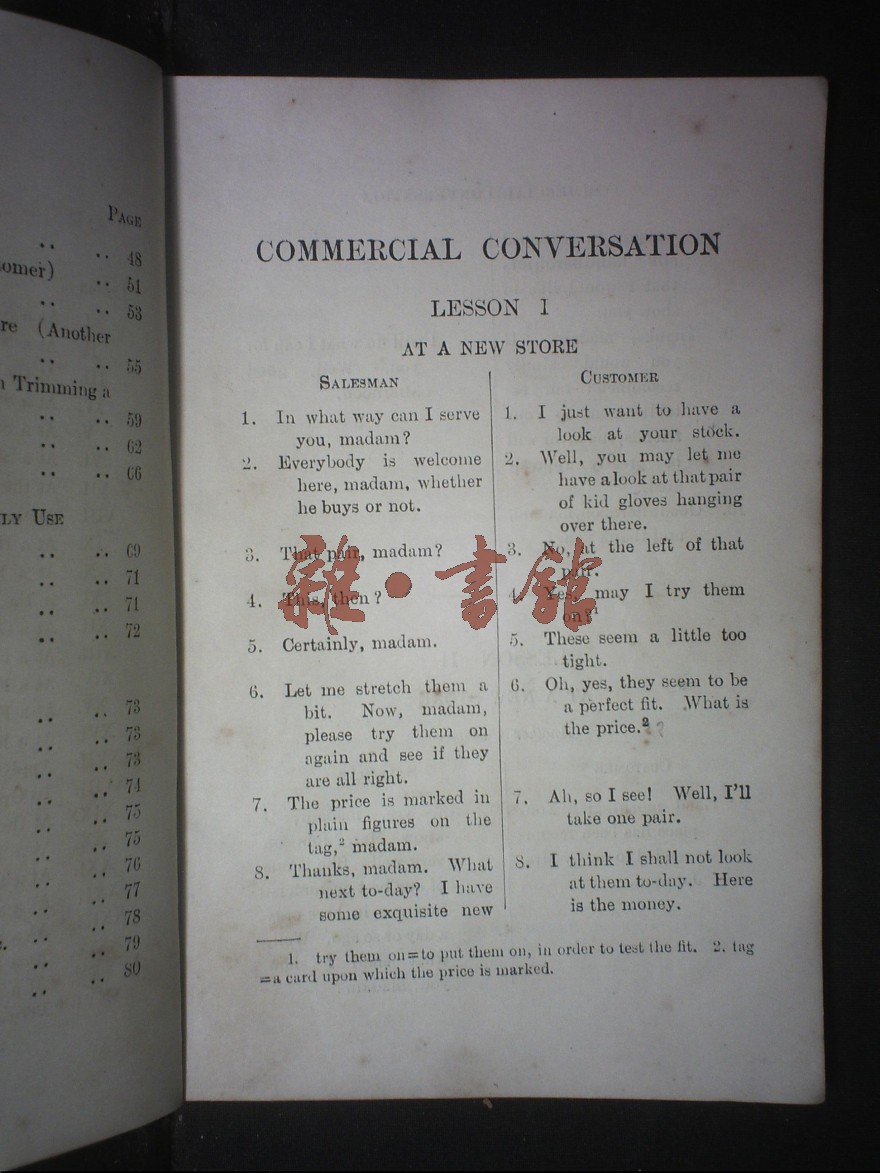 PAGE
.. .. 48
omer) .. 51
.. .. 53
re (Another
.. .. 55
n Trimming a
.. .. 59
.. .. 62
.. .. 66
LY USE
.. .. 69
.. .. 71
.. .. 71
.. .. 72
.. .. 73
.. .. 73
.. .. 73
.. .. 74
.. .. 75
.. .. 75
.. .. 76
.. .. 77
.. .. 78
.. .. 79
.. .. 80
COMMERCIAL CONVERSATION
LESSON 1
AT A NEW STORE
SALESMAN
1. In what way can I serve
you, madam?
2. Everybody is welcome
here, madam, whether
he buys or not.
3. That pair, madam?
4. This, then?
5. Certainly, madam.
6. Let me stretch them a
bit. Now, madam,
please try them on
again and see if they
are all right.
7. The price is marked in
plain figures on the
tag,² madam.
8. Thanks, madam. What
next to-day? I have
some exquisite new
CUSTOMER
1. I just want to have a
look at your stock.
2. Well, you may let me
have a look at that pair
of kid gloves hanging
over there.
3. No, at the left of that
pair.
4. Yes, may I try them
on?¹
5. These seem a little too
tight.
6. Oh, yes, they seem to be
a perfect fit. What is
the price.² ?
7. Ah, so I see! Well, I'll
take one pair.
8. I think I shall not look
at them to-day. Here
is the money.
1. try them on=to put them on, in order to test the fit. 2. tag
=a card upon which the price is marked.
雜·書館